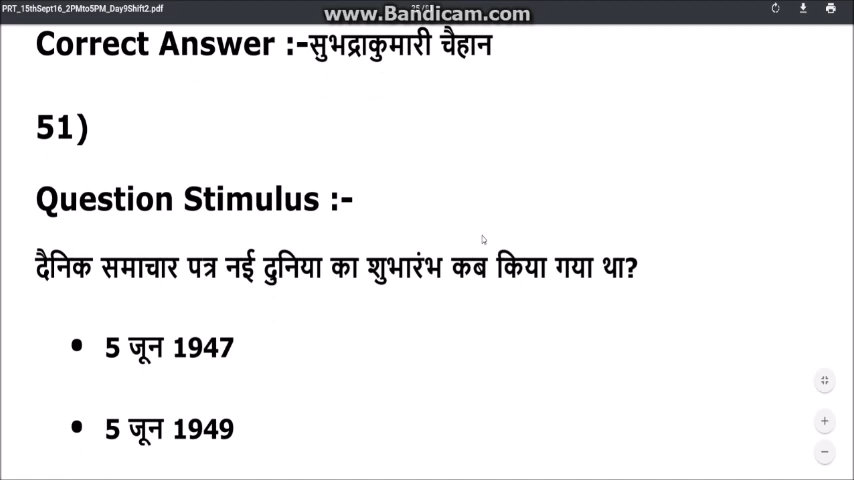 PRT_15thSept16_2PMto5PM_Day9Shift2.pdf
www.Bandicam.com
Correct Answer :-सुभद्राकुमारी चैहान
51)
Question Stimulus :-
दैनिक समाचार पत्र नई दुनिया का शुभारंभ कब किया गया था?
• 5 जून 1947
• 5 जून 1949